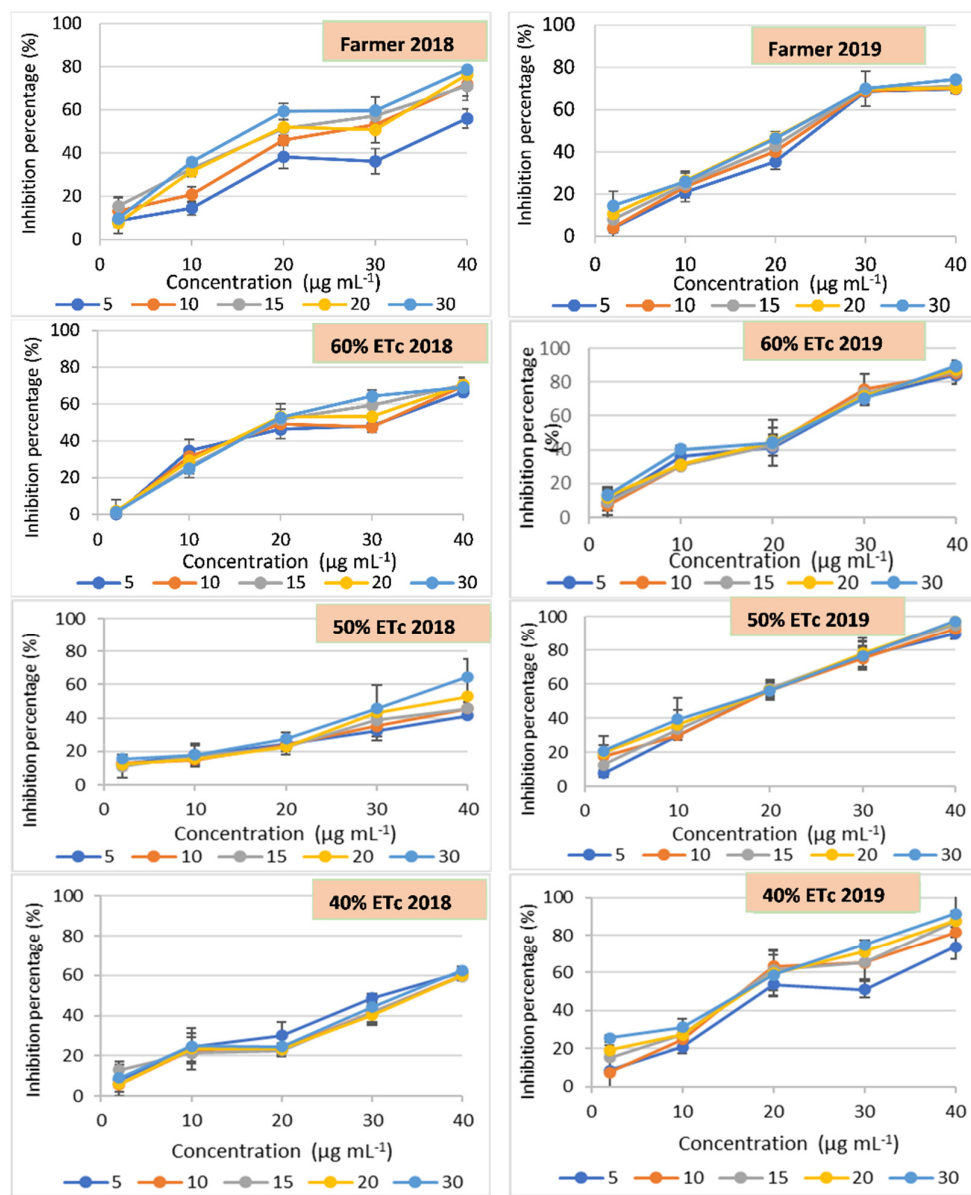 Farmer 2018
Inhibition percentage (%)
80
60
40
20
0
0 10 20 30 40
Concentration (µg mL⁻¹)
5 10 15 20 30
Farmer 2019
Inhibition percentage (%)
100
80
60
40
20
0
0 10 20 30 40
Concentration (µg mL⁻¹)
5 10 15 20 30
60% ETc 2018
Inhibition percentage (%)
100
80
60
40
20
0
0 10 20 30 40
Concentration (µg mL⁻¹)
5 10 15 20 30
60% ETc 2019
Inhibition percentage
(%)
100
80
60
40
20
0
0 10 20 30 40
Concentration (µg mL⁻¹)
5 10 15 20 30
50% ETc 2018
Inhibition percentage (%)
100
80
60
40
20
0
0 10 20 30 40
Concentration (µg mL⁻¹)
5 10 15 20 30
50% ETc 2019
Inhibition percentage (%)
100
80
60
40
20
0
0 10 20 30 40
Concentration (µg mL⁻¹)
5 10 15 20 30
40% ETc 2018
Inhibition percentage (%)
100
80
60
40
20
0
0 10 20 30 40
Concentration (µg mL⁻¹)
5 10 15 20 30
40% ETc 2019
Inhibition percentage (%)
100
80
60
40
20
0
0 10 20 30 40
Concentration (µg mL⁻¹)
5 10 15 20 30